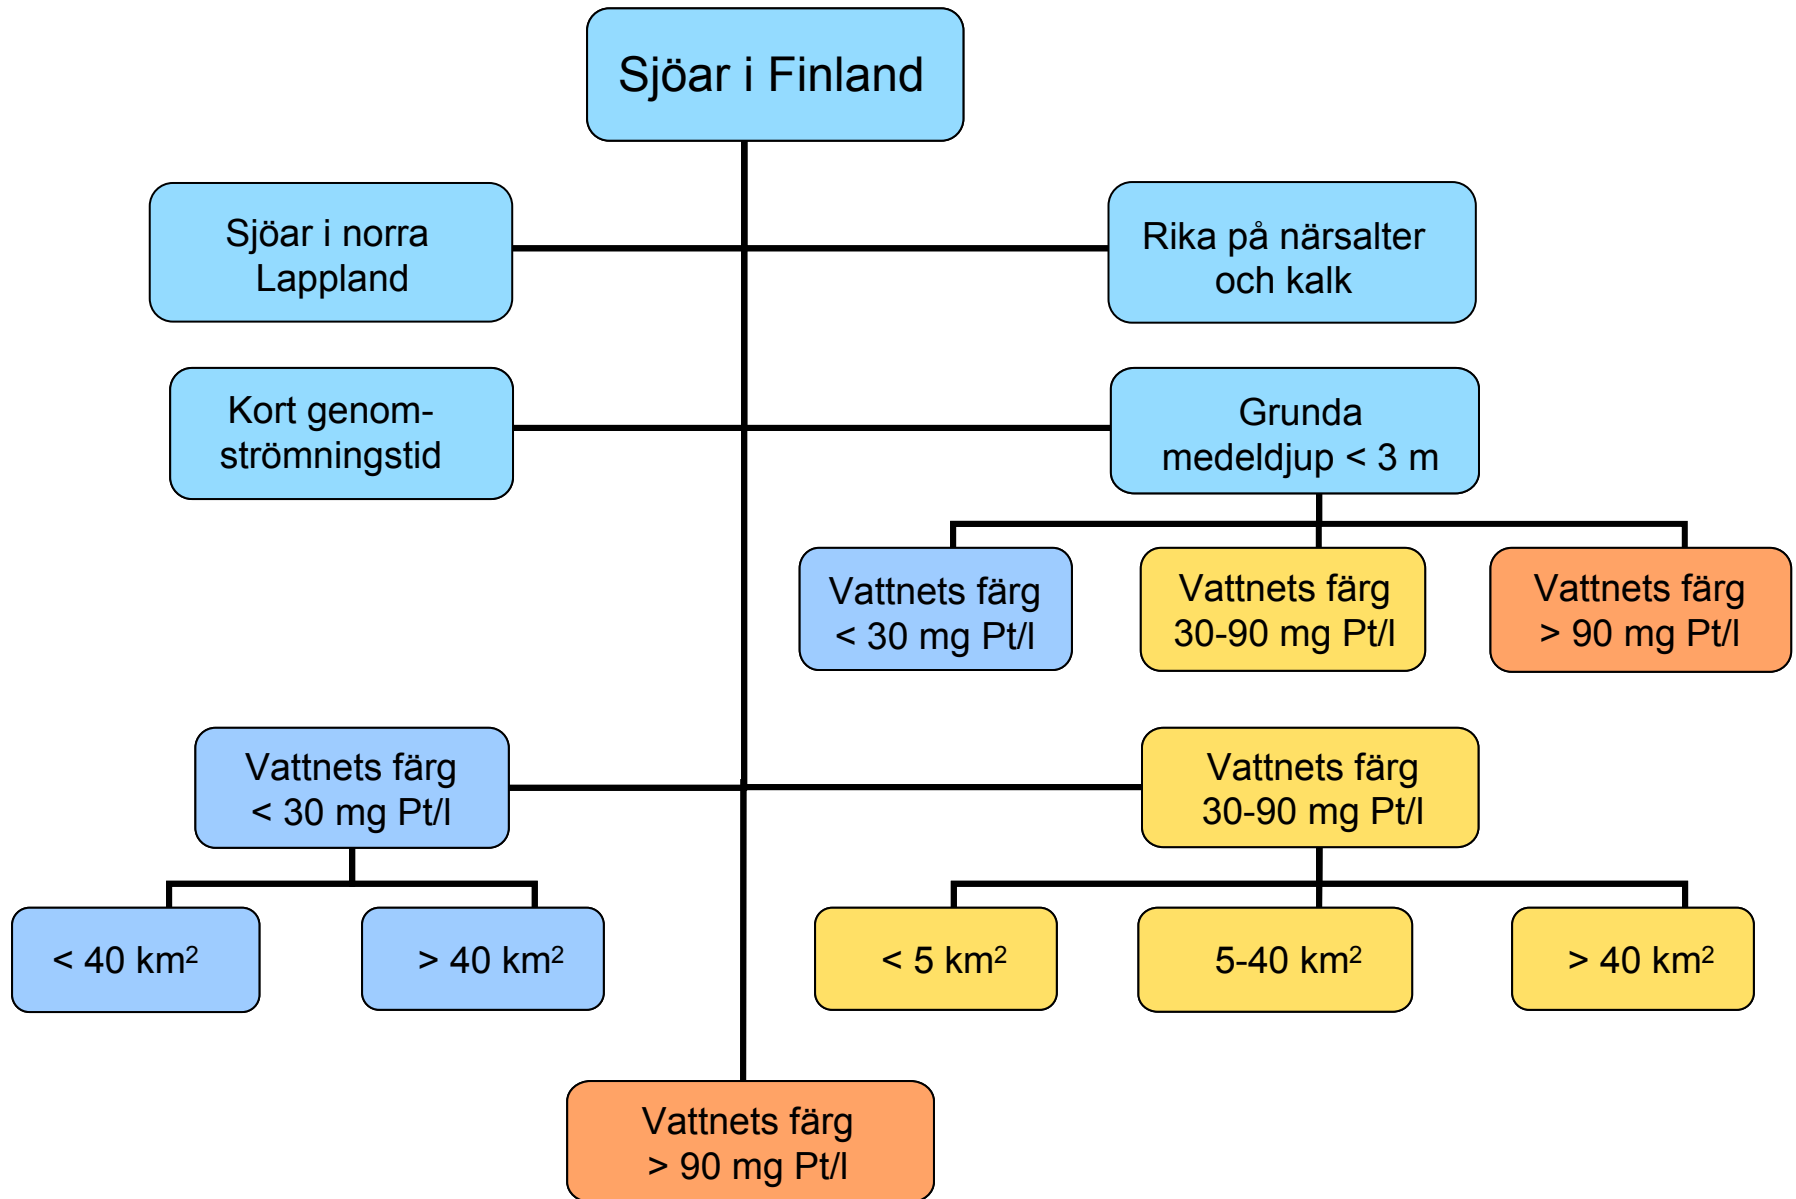 Sjöar i Finland
Sjöar i norra
Lappland
Rika på närsalter
och kalk
Kort genom-
strömningstid
Grunda
medeldjup < 3 m
Vattnets färg
< 30 mg Pt/l
Vattnets färg
30-90 mg Pt/l
Vattnets färg
> 90 mg Pt/l
Vattnets färg
< 30 mg Pt/l
Vattnets färg
30-90 mg Pt/l
< 40 km²
> 40 km²
< 5 km²
5-40 km²
> 40 km²
Vattnets färg
> 90 mg Pt/l